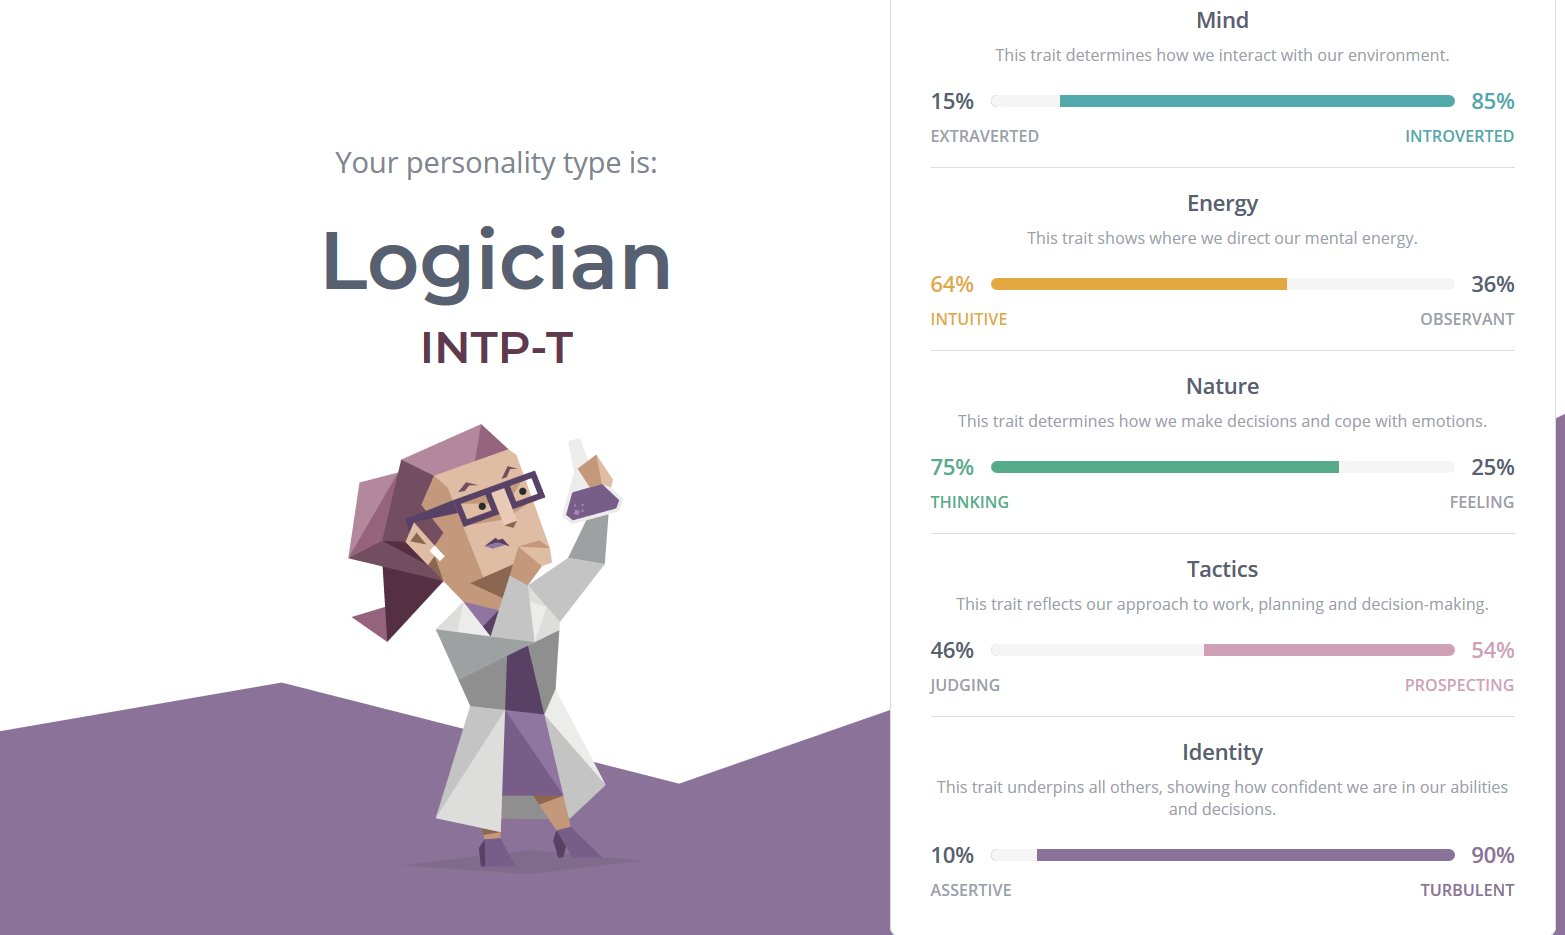 Your personality type is:
Logician
INTP-T
Mind
This trait determines how we interact with our environment.
15% 85%
EXTRAVERTED INTROVERTED
Energy
This trait shows where we direct our mental energy.
64% 36%
INTUITIVE OBSERVANT
Nature
This trait determines how we make decisions and cope with emotions.
75% 25%
THINKING FEELING
Tactics
This trait reflects our approach to work, planning and decision-making.
46% 54%
JUDGING PROSPECTING
Identity
This trait underpins all others, showing how confident we are in our abilities
and decisions.
10% 90%
ASSERTIVE TURBULENT